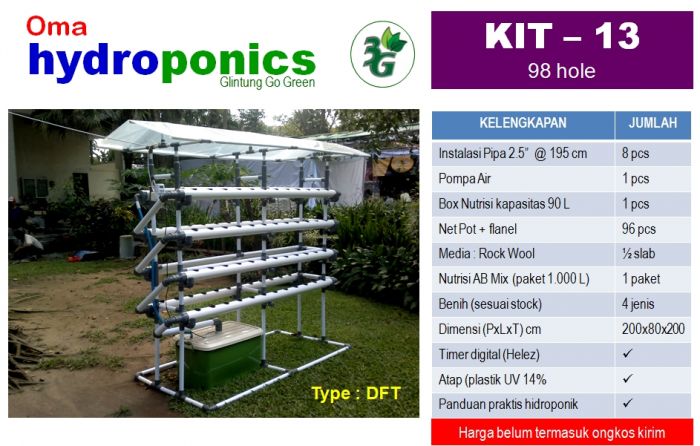 Oma
hydroponics
Glintung Go Green
3G
KIT – 13
98 hole
KELENGKAPAN JUMLAH
Instalasi Pipa 2.5” @ 195 cm 8 pcs
Pompa Air 1 pcs
Box Nutrisi kapasitas 90 L 1 pcs
Net Pot + flanel 96 pcs
Media : Rock Wool ½ slab
Nutrisi AB Mix (paket 1.000 L) 1 paket
Benih (sesuai stock) 4 jenis
Dimensi (PxLxT) cm 200x80x200
Timer digital (Helez) ✓
Atap (plastik UV 14% ✓
Panduan praktis hidroponik ✓
Type : DFT
Harga belum termasuk ongkos kirim